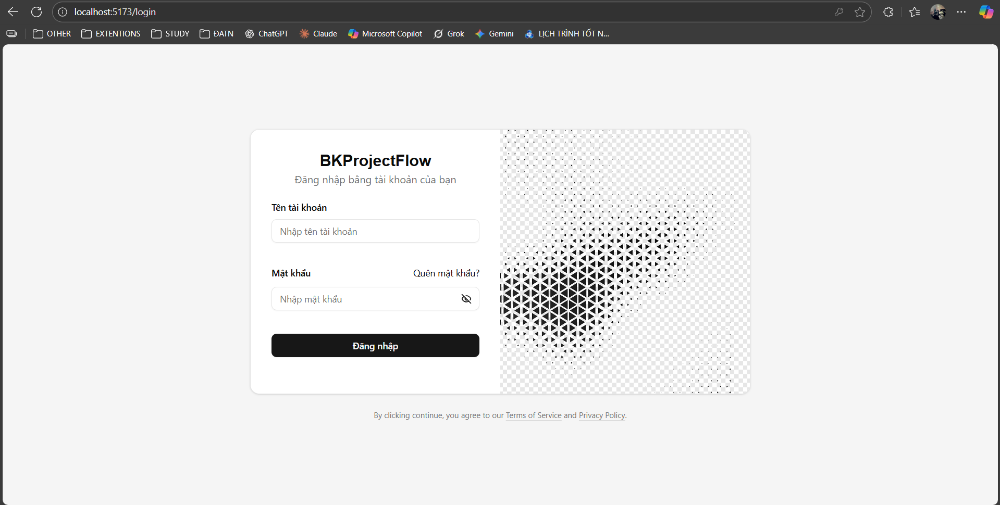 localhost:5173/login
OTHER EXTENTIONS STUDY ĐATN ChatGPT Claude Microsoft Copilot Grok Gemini LỊCH TRÌNH TỐT N...
BKProjectFlow
Đăng nhập bằng tài khoản của bạn
Tên tài khoản
Nhập tên tài khoản
Mật khẩu Quên mật khẩu?
Nhập mật khẩu
Đăng nhập
By clicking continue, you agree to our Terms of Service and Privacy Policy.